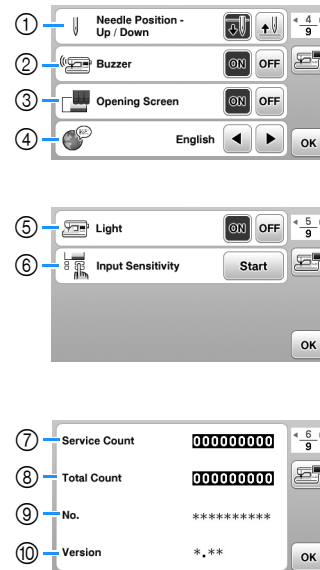 ① Needle Position -
Up / Down
4
9
② Buzzer ON OFF
③ Opening Screen ON OFF
④ English OK
⑤ Light ON OFF
5
9
⑥ Input Sensitivity Start
OK
⑦ Service Count 000000000
6
9
⑧ Total Count 000000000
⑨ No. **********
⑩ Version *.** OK